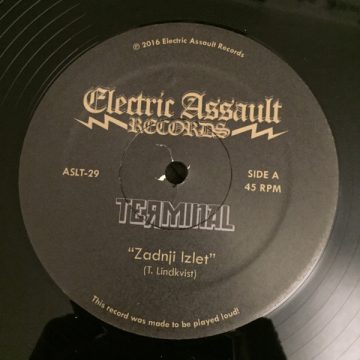 ℗ 2016 Electric Assault Records
Electric Assault
RECORDS
ASLT-29
SIDE A
45 RPM
TERMINAL
“Zadnji Izlet”
(T. Lindkvist)
This record was made to be played loud!